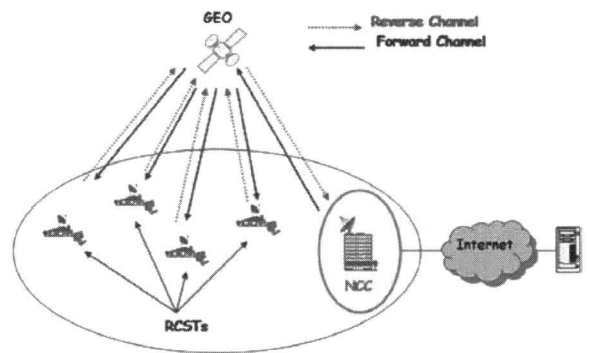 GEO
Reverse Channel
Forward Channel
Internet
NCC
RCSTs